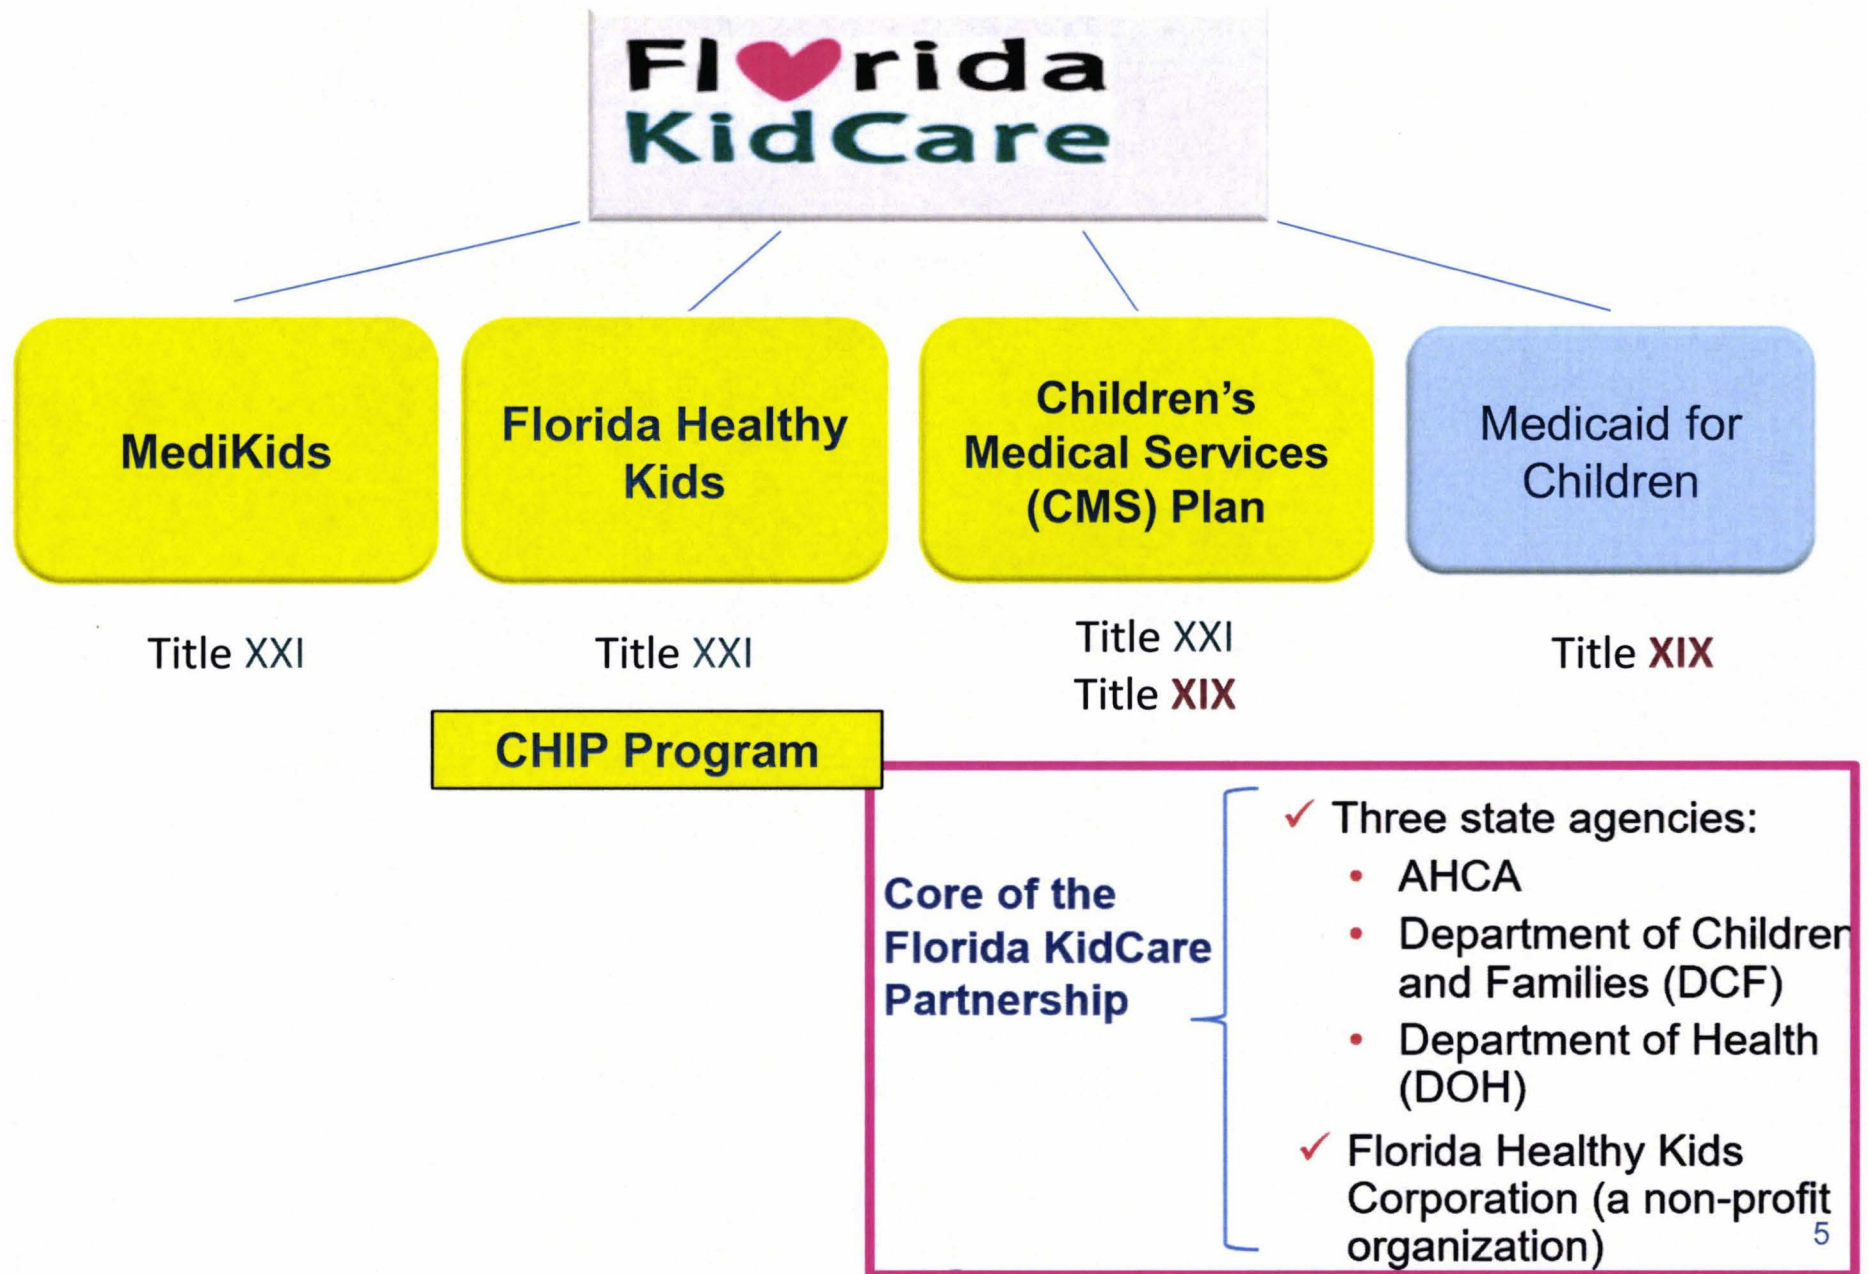 Florida
KidCare
MediKids
Florida Healthy
Kids
Children's
Medical Services
(CMS) Plan
Medicaid for
Children
Title XXI
Title XXI
Title XXI
Title XIX
Title XIX
CHIP Program
Core of the
Florida KidCare
Partnership
✓ Three state agencies:
• AHCA
• Department of Children
and Families (DCF)
• Department of Health
(DOH)
✓ Florida Healthy Kids
Corporation (a non-profit
organization)
5